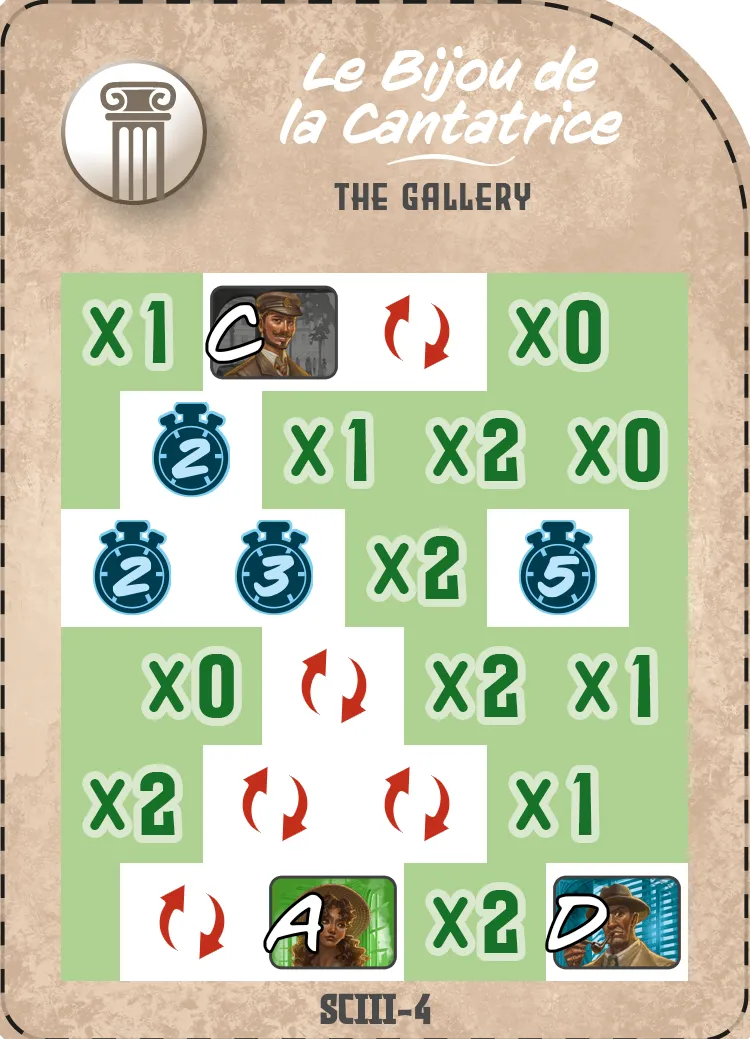 Le Bijou de
la Cantatrice
THE GALLERY
x1 C x0
2 x1 x2 x0
2 3 x2 5
x0 x2 x1
x2 x1
A x2 D
SCIII-4